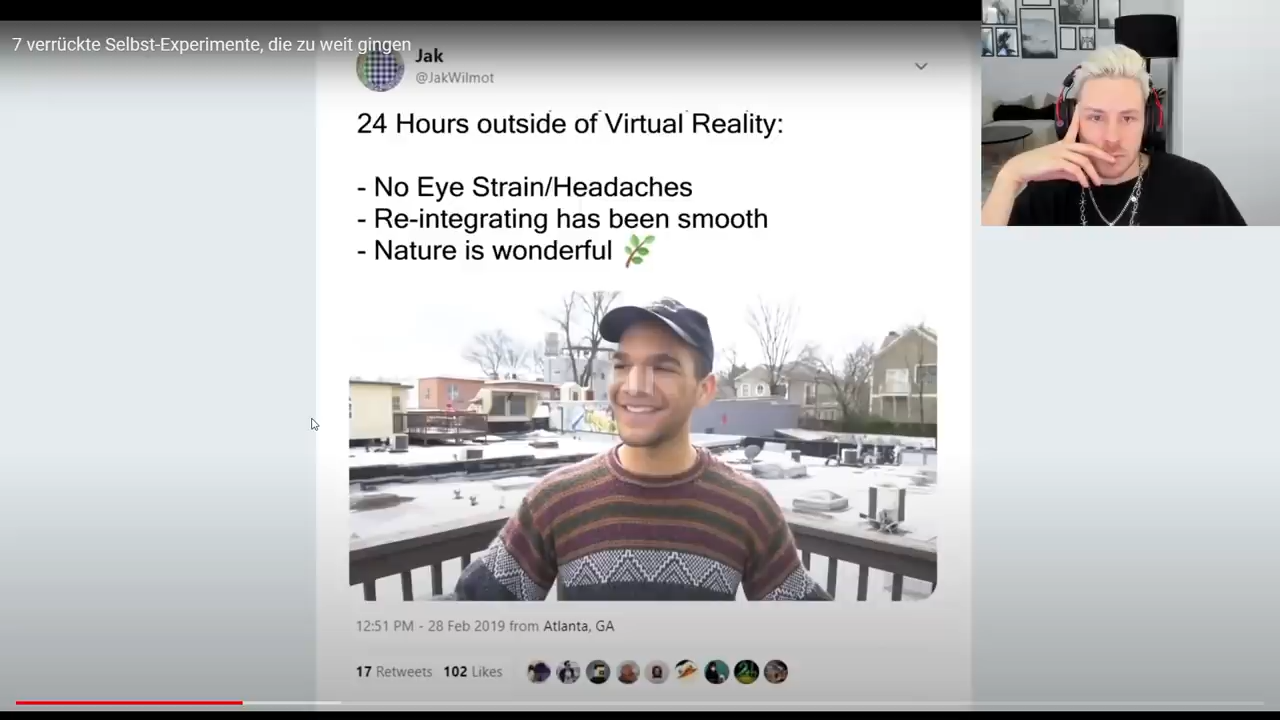 7 verrückte Selbst-Experimente, die zu weit gingen
Jak
@JakWilmot
24 Hours outside of Virtual Reality:
- No Eye Strain/Headaches
- Re-integrating has been smooth
- Nature is wonderful 🌿
12:51 PM - 28 Feb 2019 from Atlanta, GA
17 Retweets 102 Likes